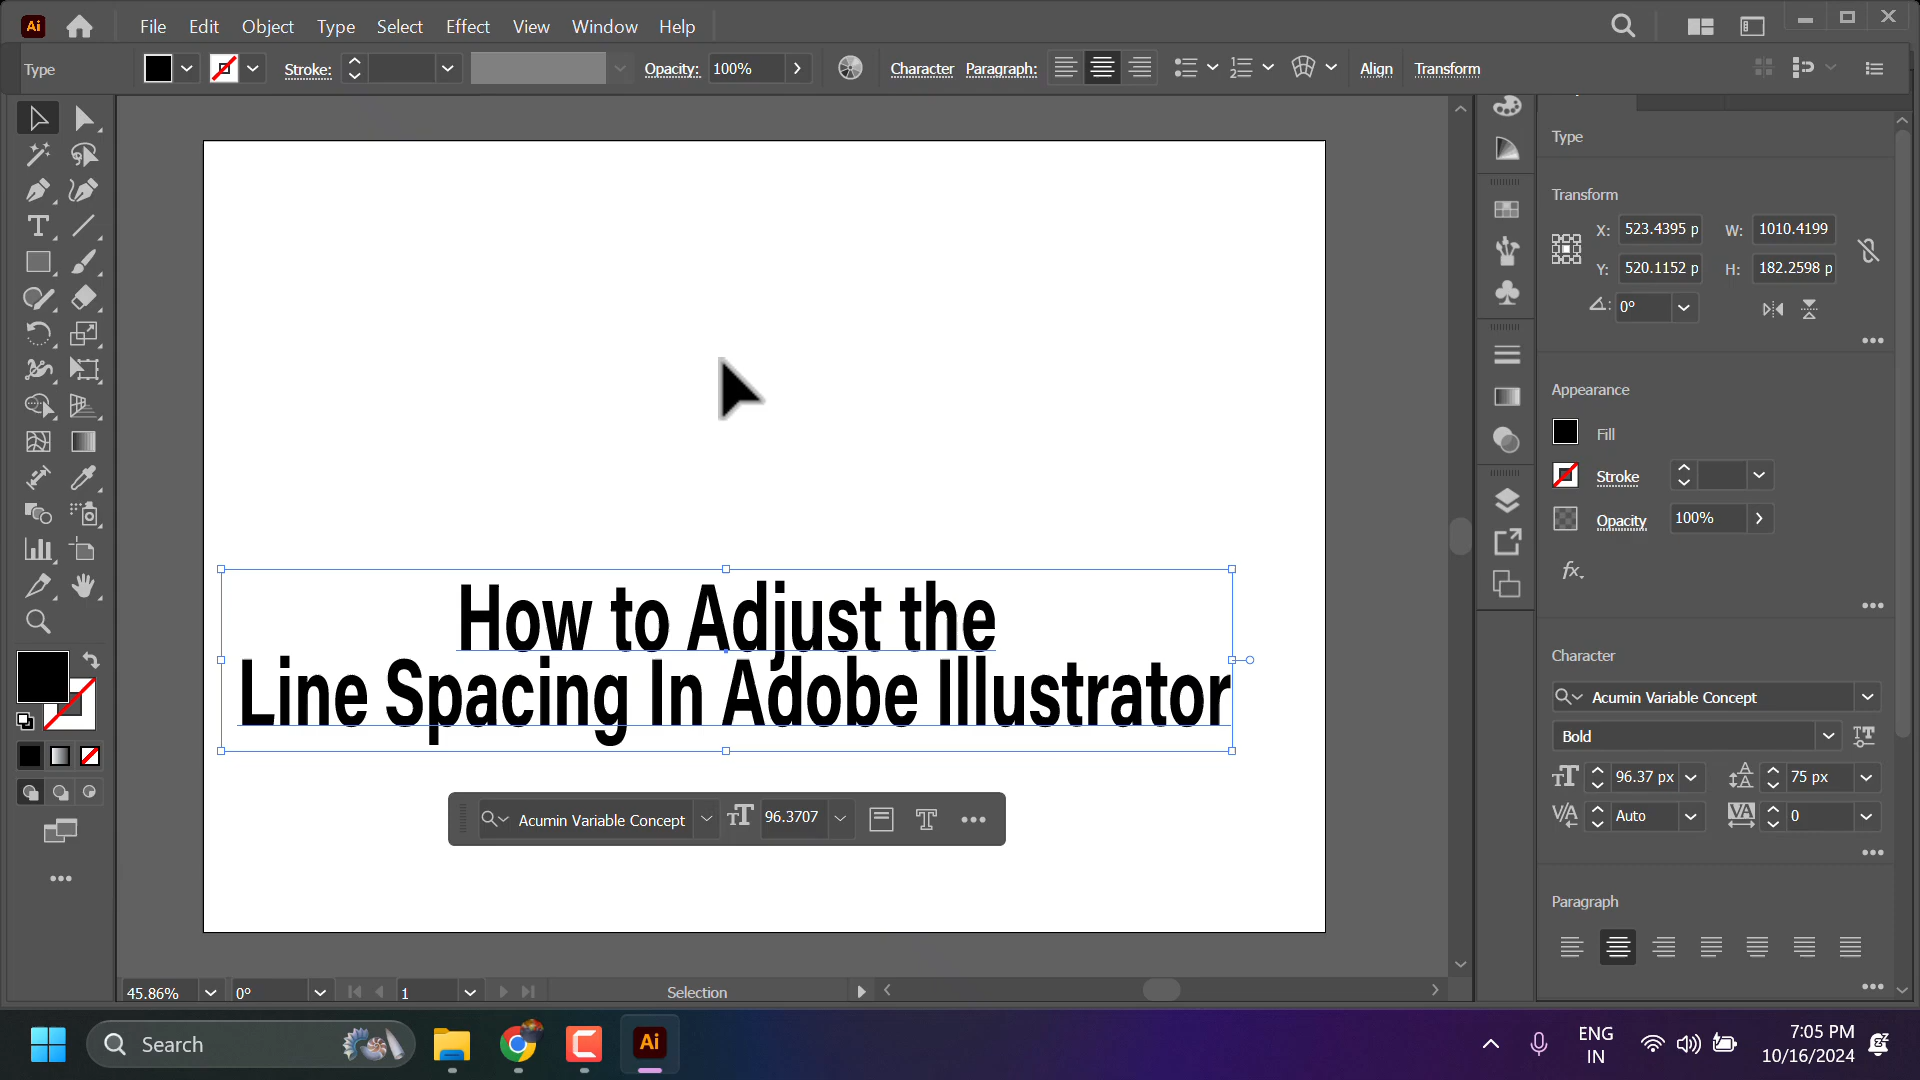 Ai File Edit Object Type Select Effect View Window Help
Type Stroke: Opacity: 100% Character Paragraph: Align Transform
Type
Transform
X: 523.4395 p W: 1010.4199
Y: 520.1152 p H: 182.2598 p
0°
Appearance
Fill
Stroke
Opacity 100%
fx
How to Adjust the
Line Spacing In Adobe Illustrator
Acumin Variable Concept 96.3707
Character
Acumin Variable Concept
Bold
96.37 px 75 px
Auto 0
Paragraph
45.86% 0° 1 Selection
Search
Ai
ENG
IN
7:05 PM
10/16/2024